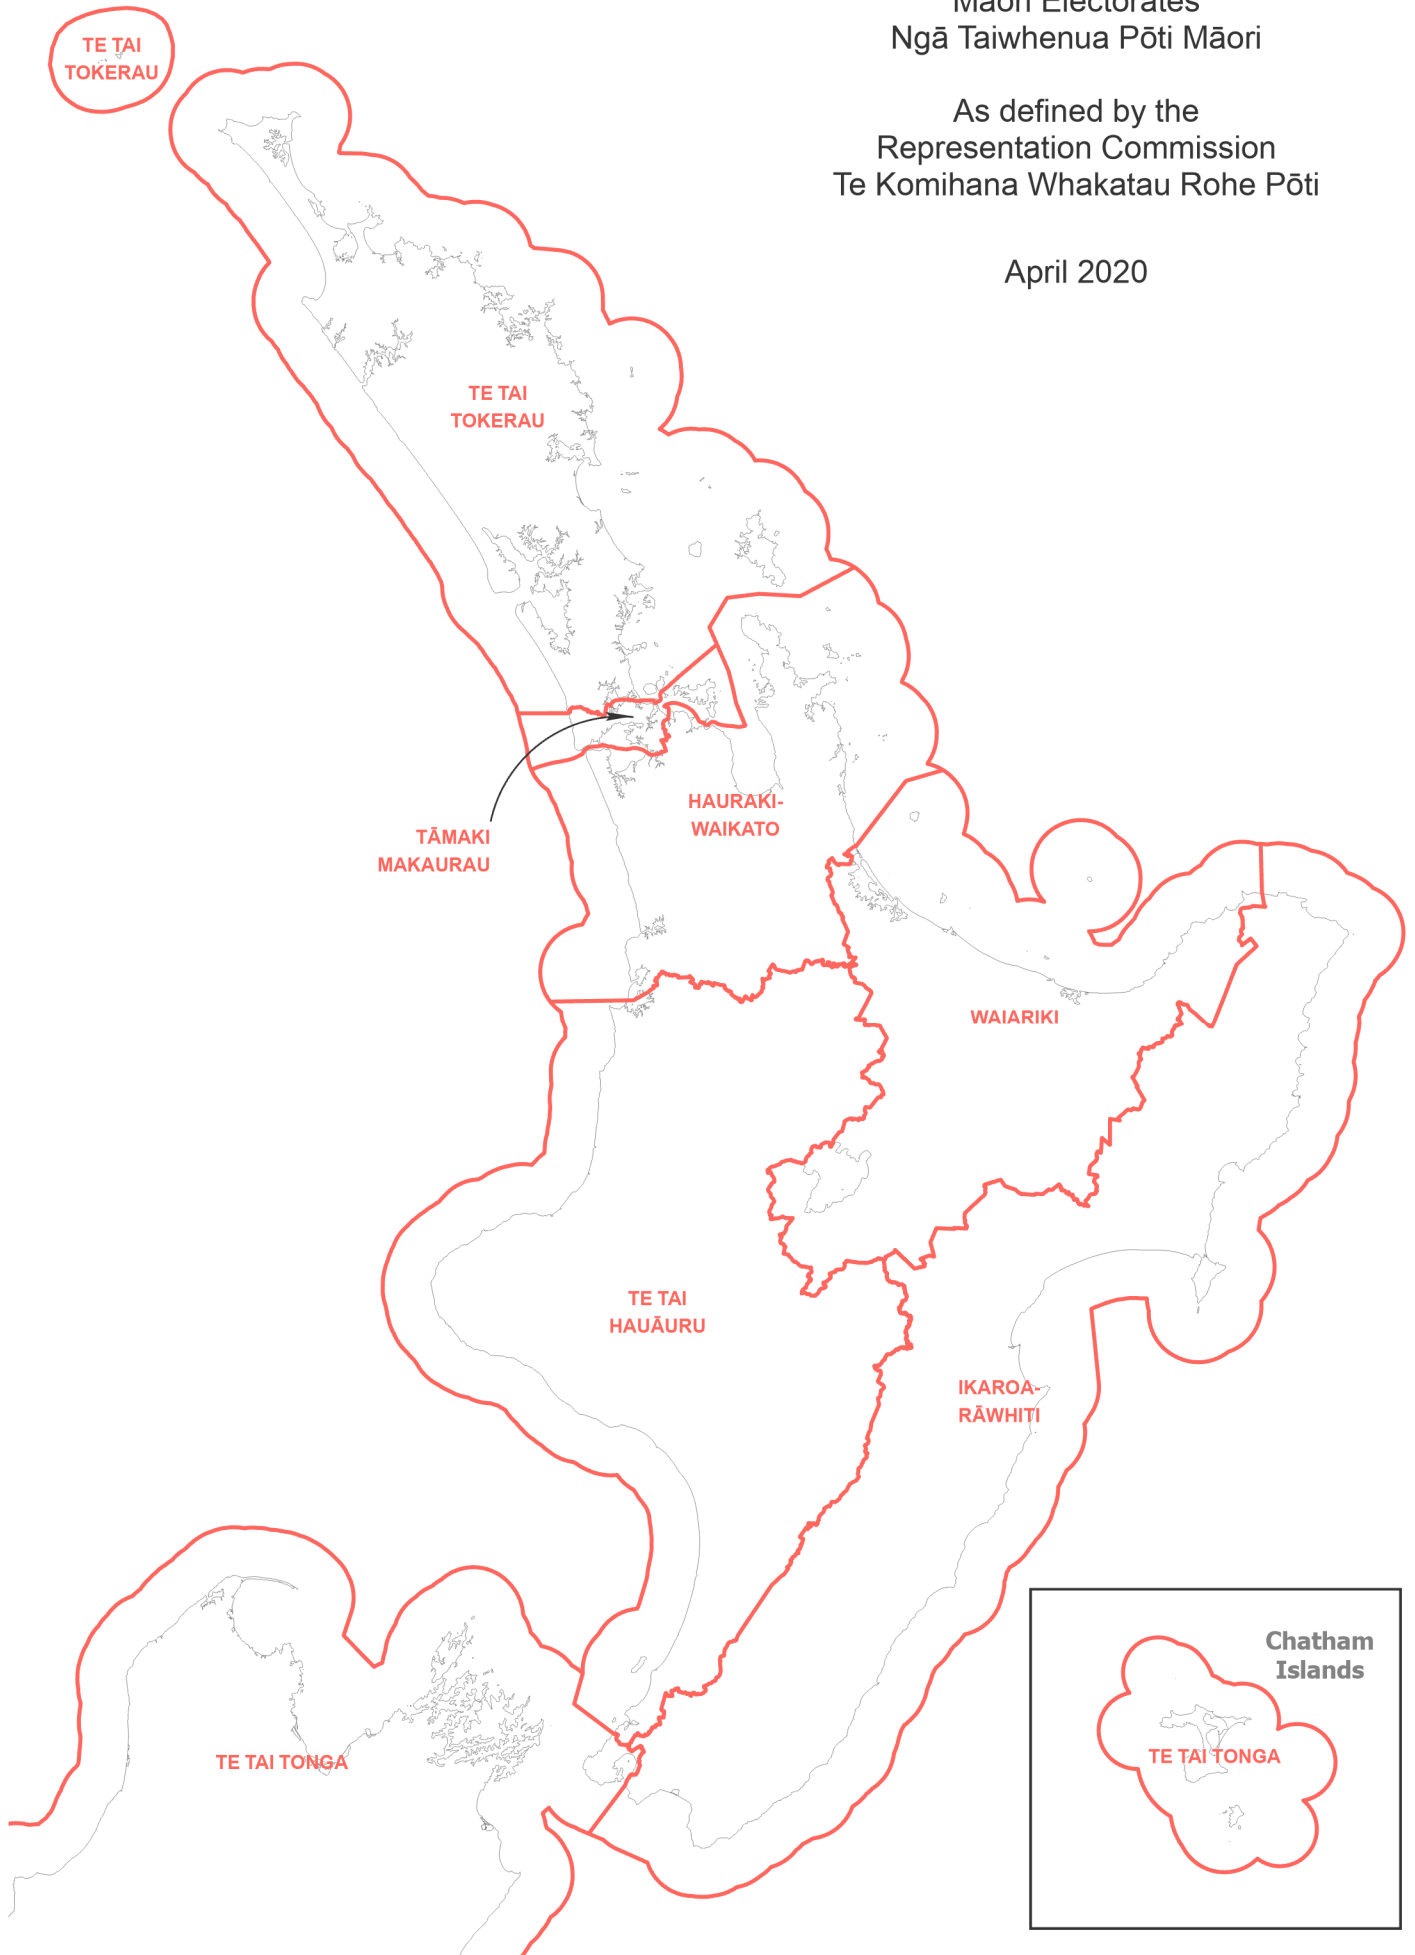 Māori Electorates
Ngā Taiwhenua Pōti Māori
As defined by the
Representation Commission
Te Komihana Whakatau Rohe Pōti
April 2020
TE TAI
TOKERAU
TE TAI
TOKERAU
TĀMAKI
MAKAURAU
HAURAKI-
WAIKATO
WAIARIKI
TE TAI
HAUĀURU
IKAROA-
RĀWHITI
TE TAI TONGA
Chatham
Islands
TE TAI TONGA